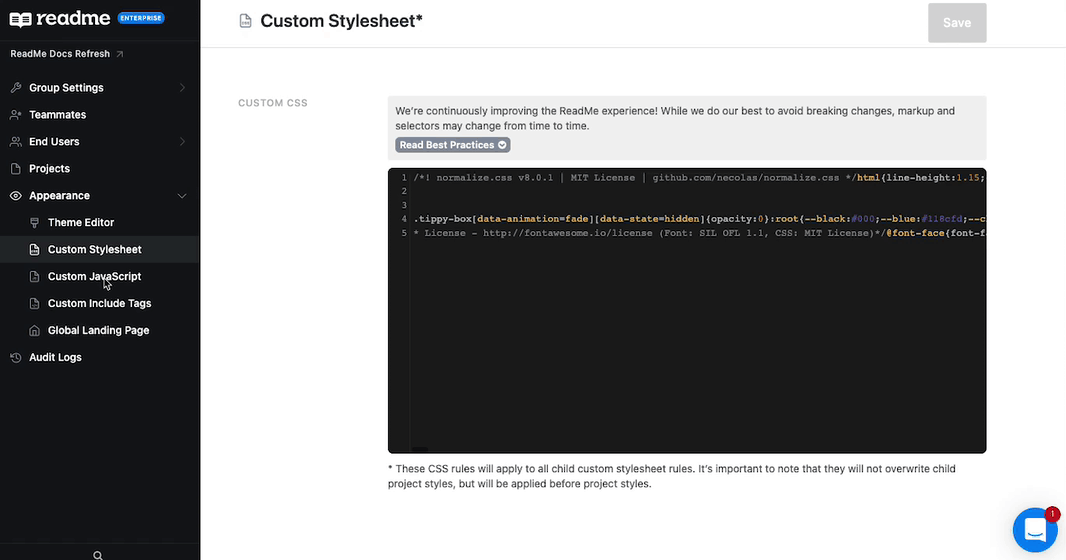 readme ENTERPRISE
ReadMe Docs Refresh
Group Settings
Teammates
End Users
Projects
Appearance
Theme Editor
Custom Stylesheet
Custom JavaScript
Custom Include Tags
Global Landing Page
Audit Logs
Custom Stylesheet*
Save
CUSTOM CSS
We're continuously improving the ReadMe experience! While we do our best to avoid breaking changes, markup and
selectors may change from time to time.
Read Best Practices
1 /*! normalize.css v8.0.1 | MIT License | github.com/necolas/normalize.css */html{line-height:1.15;
2
3
4 .tippy-box[data-animation=fade][data-state=hidden]{opacity:0}:root{--black:#000;--blue:#118cfd;--c
5 * License - http://fontawesome.io/license (Font: SIL OFL 1.1, CSS: MIT License)*/@font-face{font-f
* These CSS rules will apply to all child custom stylesheet rules. It's important to note that they will not overwrite child
project styles, but will be applied before project styles.
1